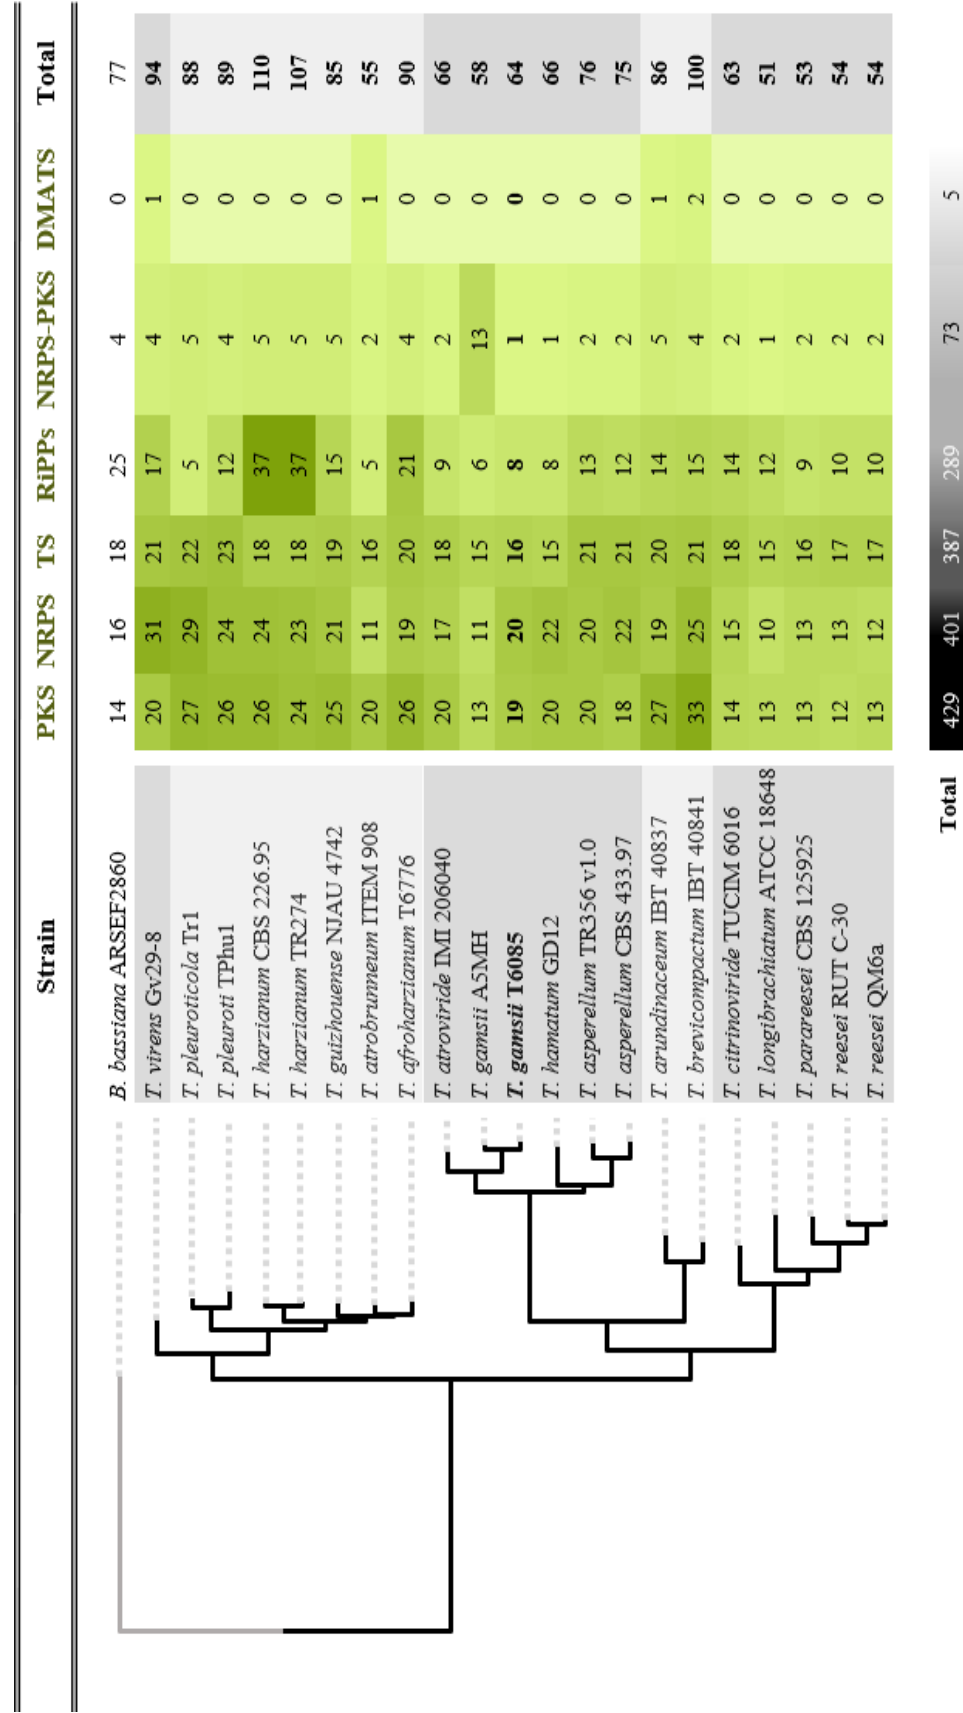 Strain PKS NRPS TS RiPPs NRPS-PKS DMATS Total
B. bassiana ARSEF2860 14 16 18 25 4 0 77
T. virens Gv29-8 20 31 21 17 4 1 94
T. pleuroticola Tr1 27 29 22 5 5 0 88
T. pleuroti TPhu1 26 24 23 12 4 0 89
T. harzianum CBS 226.95 26 24 18 37 5 0 110
T. harzianum TR274 24 23 18 37 5 0 107
T. guizhouense NJAU 4742 25 21 19 15 5 0 85
T. atrobrunneum ITEM 908 20 11 16 5 2 1 55
T. afroharzianum T6776 26 19 20 21 4 0 90
T. atroviride IMI 206040 20 17 18 9 2 0 66
T. gamsii A5MH 13 11 15 6 13 0 58
T. gamsii T6085 19 20 16 8 1 0 64
T. hamatum GD12 20 22 15 8 1 0 66
T. asperellum TR356 v1.0 20 20 21 13 2 0 76
T. asperellum CBS 433.97 18 22 21 12 2 0 75
T. arundinaceum IBT 40837 27 19 20 14 5 1 86
T. brevicompactum IBT 40841 33 25 21 15 4 2 100
T. citrinoviride TUCIM 6016 14 15 18 14 2 0 63
T. longibrachiatum ATCC 18648 13 10 15 12 1 0 51
T. parareesei CBS 125925 13 13 16 9 2 0 53
T. reesei RUT C-30 12 13 17 10 2 0 54
T. reesei QM6a 13 12 17 10 2 0 54
Total 429 401 387 289 73 5